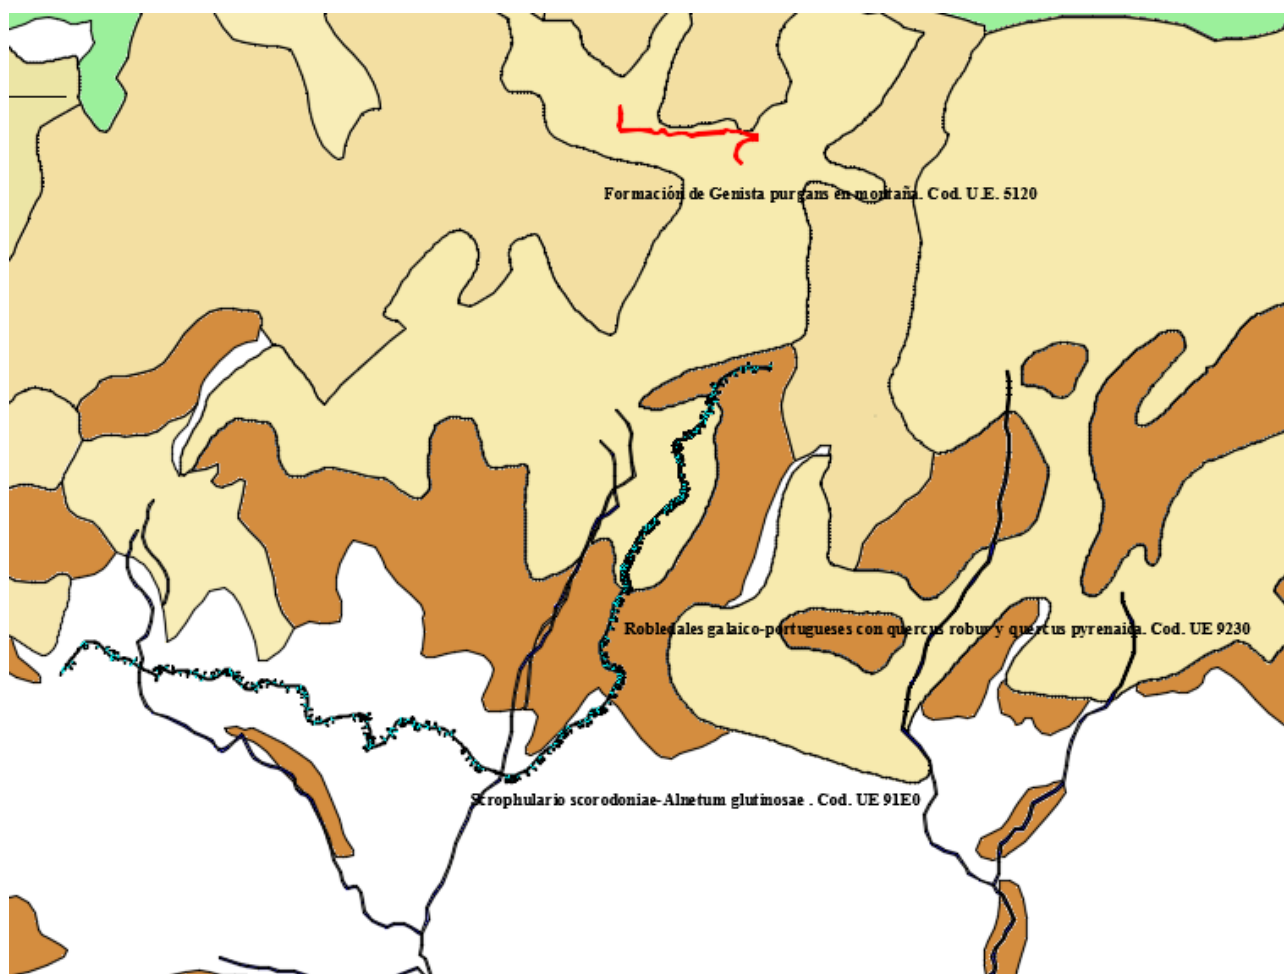 Formación de Genista purgans en montaña. Cod. U.E. 5120
Robledales galaico-portugueses con quercus robur y quercus pyrenaica. Cod. UE 9230
Scrophulario scorodoniae-Alnetum glutinosae . Cod. UE 91E0